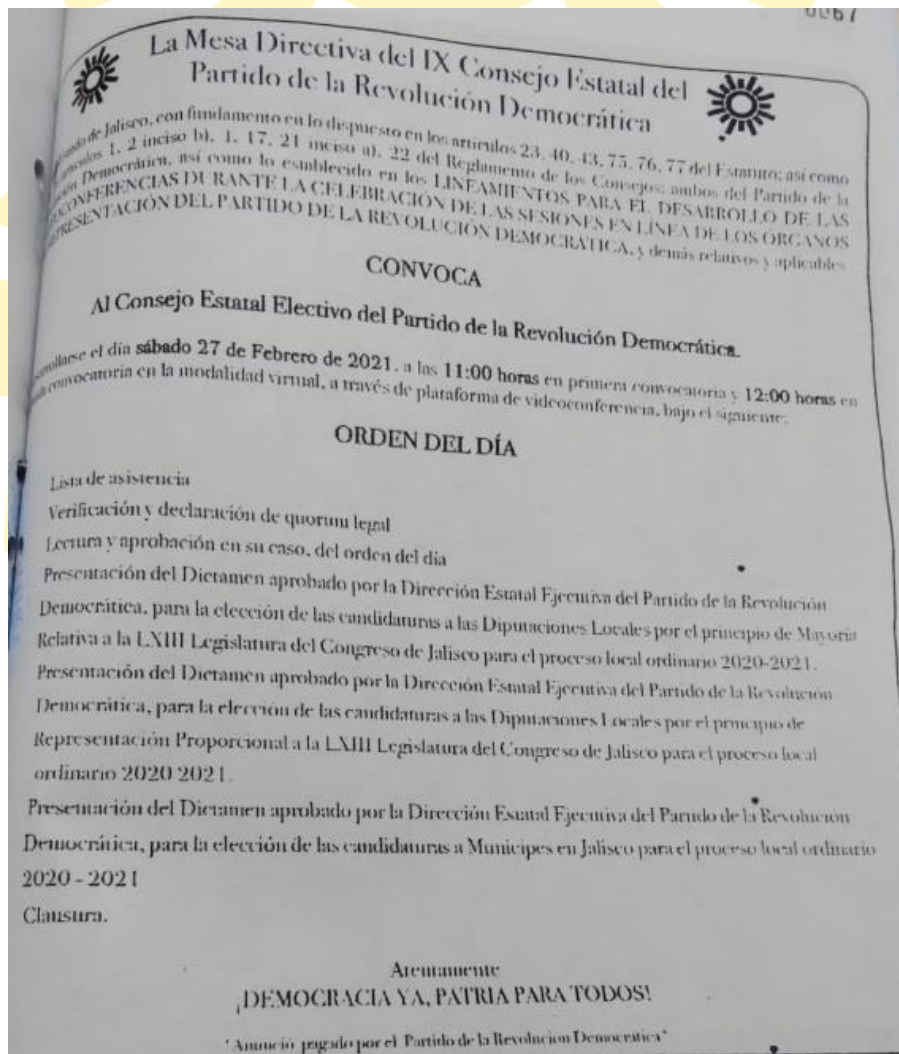 0067
La Mesa Directiva del IX Consejo Estatal del
Partido de la Revolución Democrática
de Jalisco, con fundamento en lo dispuesto en los artículos 23, 40, 43, 75, 76, 77 del Estatuto; así como
1, 2 inciso b), 1, 17, 21 inciso a), 22 del Reglamento de los Consejos; ambos del Partido de la
Democrática, así como lo establecido en los LINEAMIENTOS PARA EL DESARROLLO DE LAS
DURANTE LA CELEBRACIÓN DE LAS SESIONES EN LÍNEA DE LOS ÓRGANOS
DEL PARTIDO DE LA REVOLUCIÓN DEMOCRÁTICA, y demás relativos y aplicables
CONVOCA
Al Consejo Estatal Electivo del Partido de la Revolución Democrática.
el día sábado 27 de Febrero de 2021, a las 11:00 horas en primera convocatoria y 12:00 horas en
convocatoria en la modalidad virtual, a través de plataforma de videoconferencia, bajo el siguiente:
ORDEN DEL DÍA
Lista de asistencia
Verificación y declaración de quorum legal
Lectura y aprobación en su caso, del orden del día
Presentación del Dictamen aprobado por la Dirección Estatal Ejecutiva del Partido de la Revolución
Democrática, para la elección de las candidaturas a las Diputaciones Locales por el principio de Mayoría
Relativa a la LXIII Legislatura del Congreso de Jalisco para el proceso local ordinario 2020-2021.
Presentación del Dictamen aprobado por la Dirección Estatal Ejecutiva del Partido de la Revolución
Democrática, para la elección de las candidaturas a las Diputaciones Locales por el principio de
Representación Proporcional a la LXIII Legislatura del Congreso de Jalisco para el proceso local
ordinario 2020 2021.
Presentación del Dictamen aprobado por la Dirección Estatal Ejecutiva del Partido de la Revolución
Democrática, para la elección de las candidaturas a Munícipes en Jalisco para el proceso local ordinario
2020 - 2021
Clausura.
Atentamente
¡DEMOCRACIA YA, PATRIA PARA TODOS!
"Anuncio pagado por el Partido de la Revolucion Democrática"